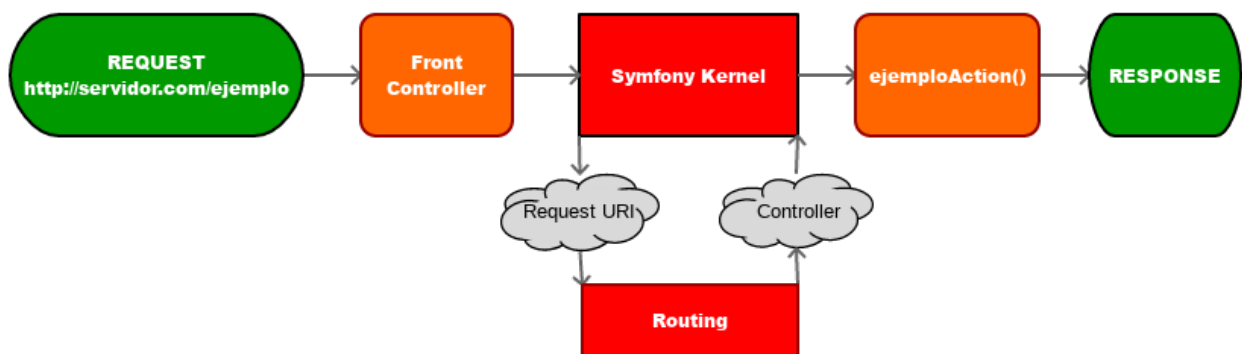 REQUEST
http://servidor.com/ejemplo
Front
Controller
Symfony Kernel
ejemploAction()
RESPONSE
Request URI
Controller
Routing